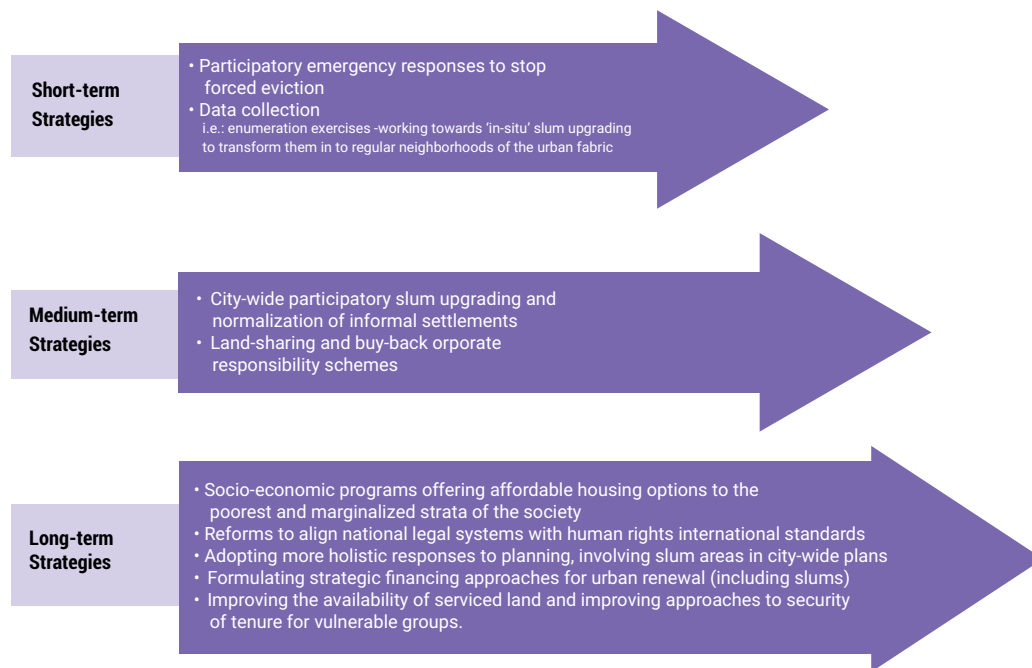 Short-term
Strategies
• Participatory emergency responses to stop
forced eviction
• Data collection
i.e.: enumeration exercises -working towards 'in-situ' slum upgrading
to transform them in to regular neighborhoods of the urban fabric
Medium-term
Strategies
• City-wide participatory slum upgrading and
normalization of informal settlements
• Land-sharing and buy-back orporate
responsibility schemes
Long-term
Strategies
• Socio-economic programs offering affordable housing options to the
poorest and marginalized strata of the society
• Reforms to align national legal systems with human rights international standards
• Adopting more holistic responses to planning, involving slum areas in city-wide plans
• Formulating strategic financing approaches for urban renewal (including slums)
• Improving the availability of serviced land and improving approaches to security
of tenure for vulnerable groups.